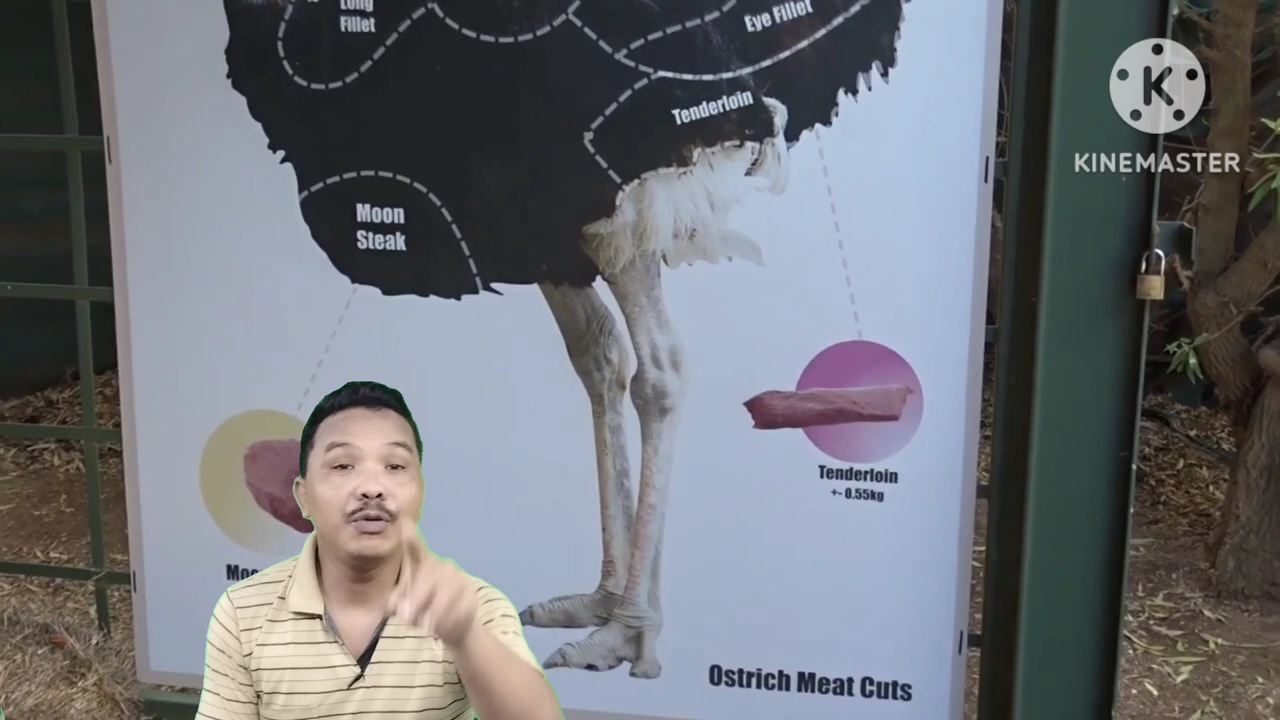 Long
Fillet
Eye Fillet
Tenderloin
Moon
Steak
K
KINEMASTER
Tenderloin
+- 0.55kg
Ostrich Meat Cuts